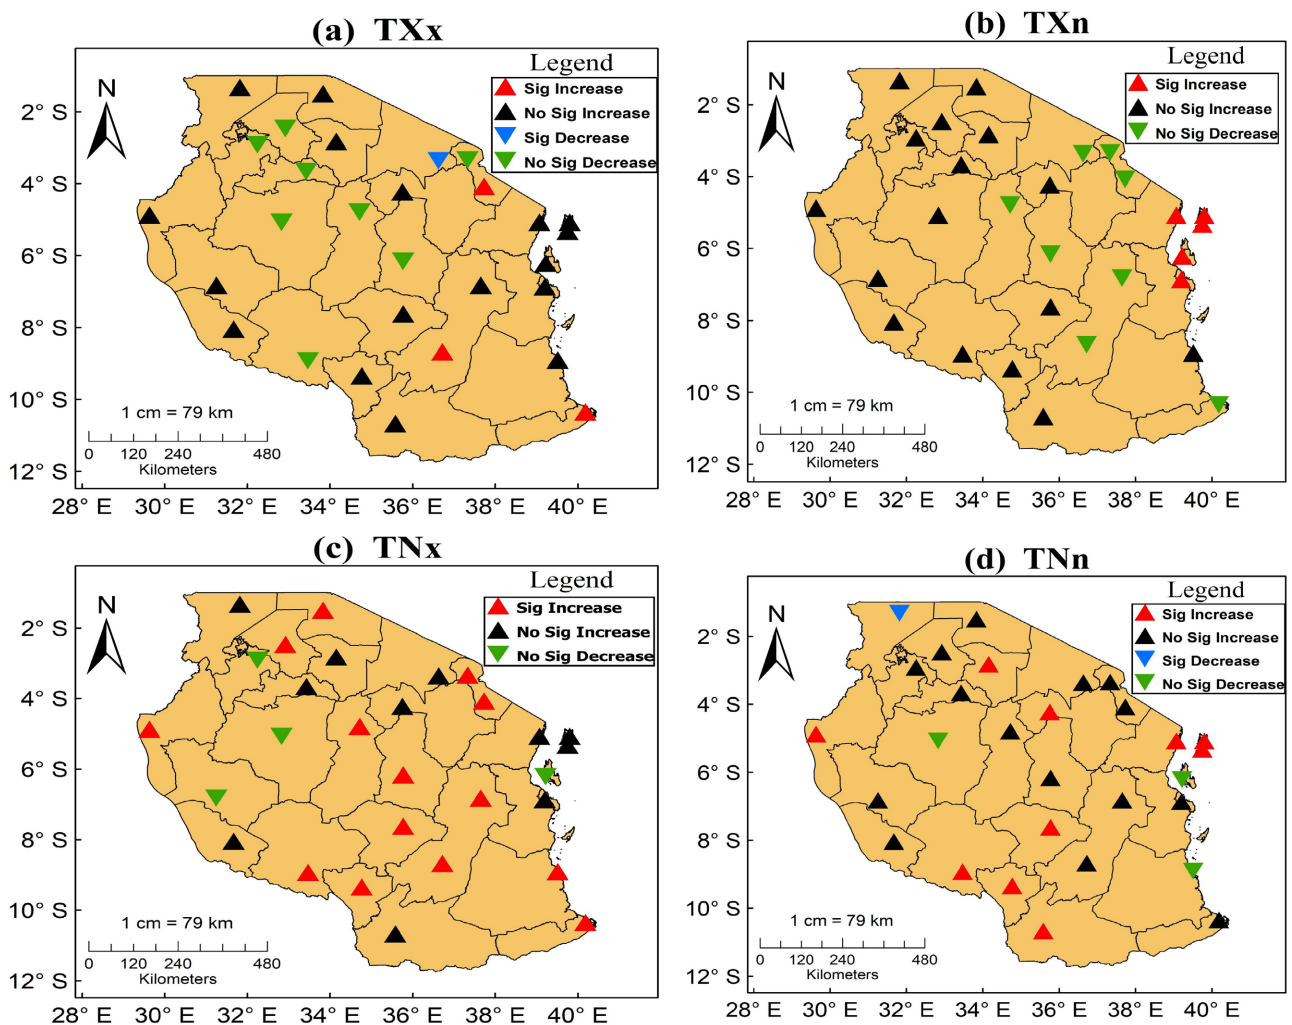 (a) TXx
Legend
Sig Increase
No Sig Increase
Sig Decrease
No Sig Decrease
N
2° S
4° S
6° S
8° S
10° S
12° S
1 cm = 79 km
0 120 240 480
Kilometers
28° E 30° E 32° E 34° E 36° E 38° E 40° E
(b) TXn
Legend
Sig Increase
No Sig Increase
No Sig Decrease
N
2° S
4° S
6° S
8° S
10° S
12° S
1 cm = 79 km
0 120 240 480
Kilometers
28° E 30° E 32° E 34° E 36° E 38° E 40° E
(c) TNx
Legend
Sig Increase
No Sig Increase
No Sig Decrease
N
2° S
4° S
6° S
8° S
10° S
12° S
1 cm = 79 km
0 120 240 480
Kilometers
28° E 30° E 32° E 34° E 36° E 38° E 40° E
(d) TNn
Legend
Sig Increase
No Sig Increase
Sig Decrease
No Sig Decrease
N
2° S
4° S
6° S
8° S
10° S
12° S
1 cm = 79 km
0 120 240 480
Kilometers
28° E 30° E 32° E 34° E 36° E 38° E 40° E